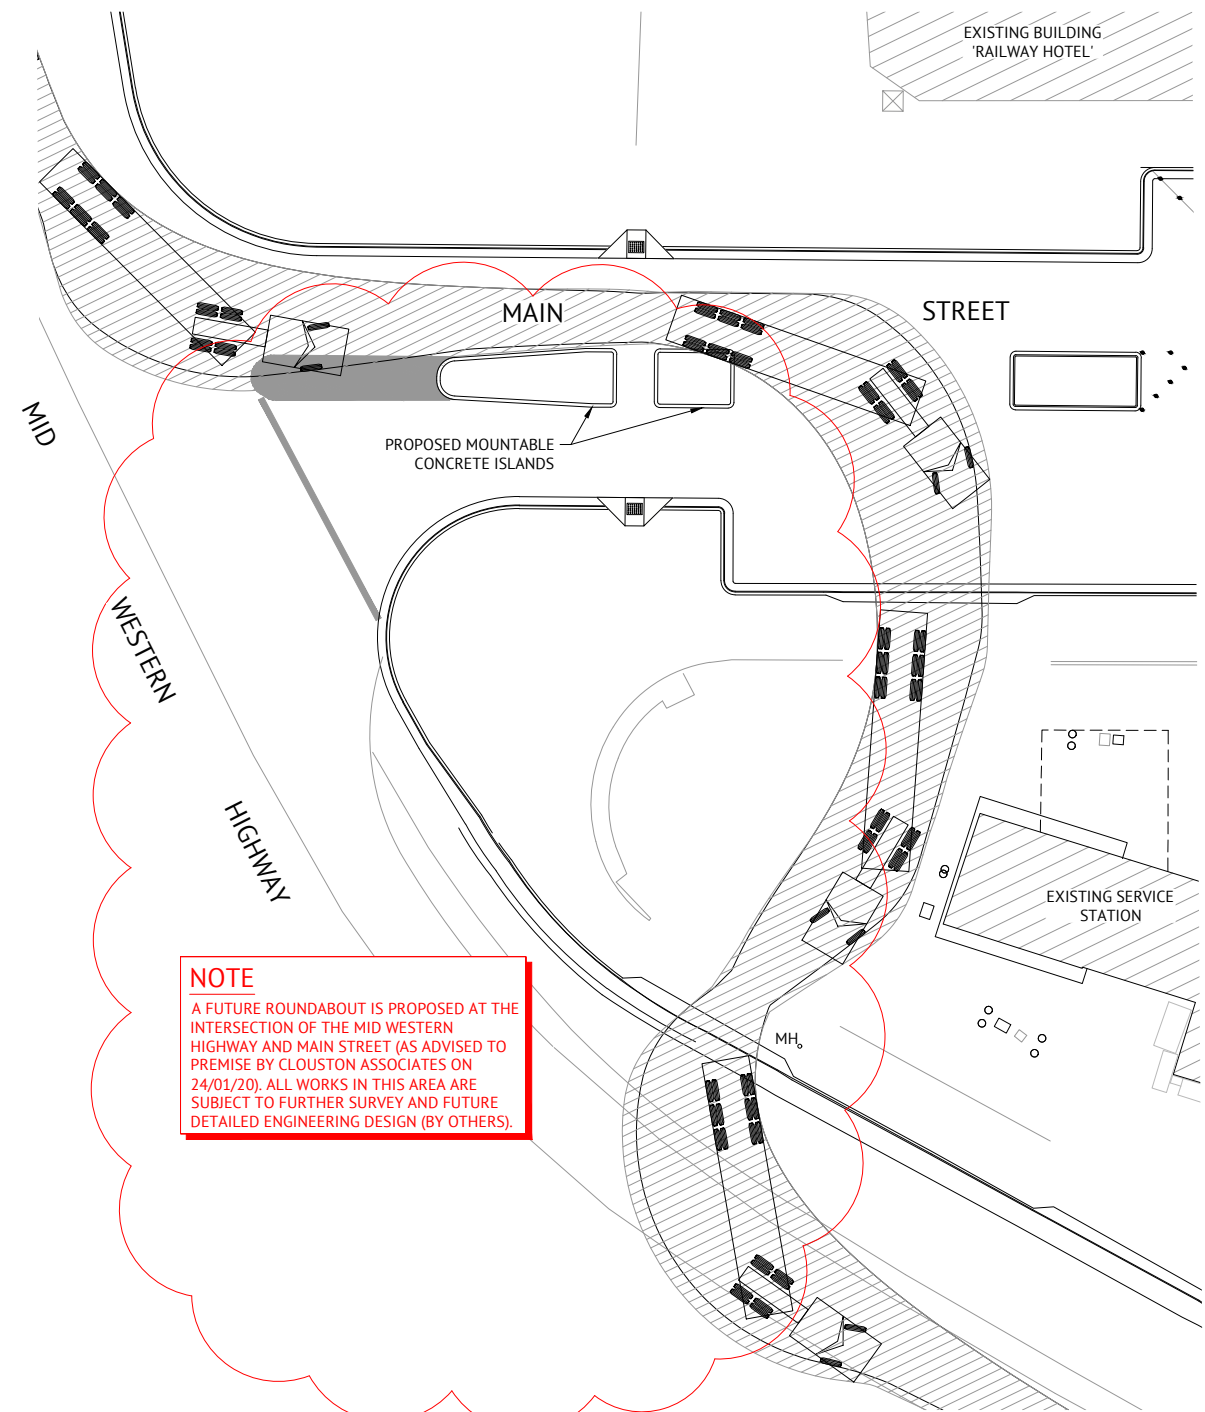 EXISTING BUILDING
'RAILWAY HOTEL'
MAIN
STREET
MID
PROPOSED MOUNTABLE
CONCRETE ISLANDS
WESTERN
HIGHWAY
EXISTING SERVICE
STATION
NOTE
A FUTURE ROUNDABOUT IS PROPOSED AT THE
INTERSECTION OF THE MID WESTERN
HIGHWAY AND MAIN STREET (AS ADVISED TO
PREMISE BY CLOUSTON ASSOCIATES ON
24/01/20). ALL WORKS IN THIS AREA ARE
SUBJECT TO FURTHER SURVEY AND FUTURE
DETAILED ENGINEERING DESIGN (BY OTHERS).
MH